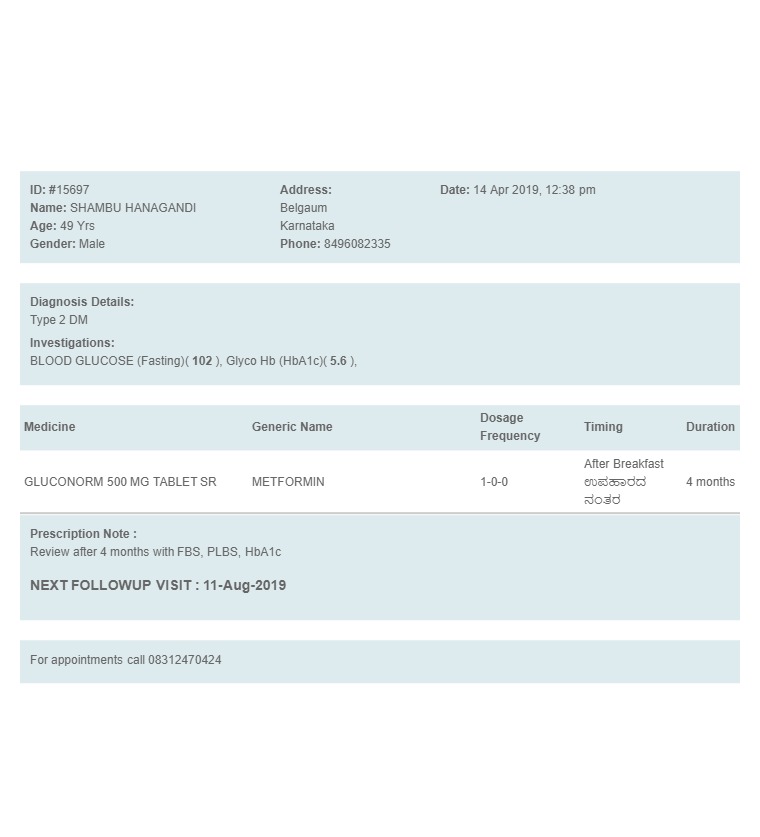 ID: #15697
Name: SHAMBU HANAGANDI
Age: 49 Yrs
Gender: Male
Address:
Belgaum
Karnataka
Phone: 8496082335
Date: 14 Apr 2019, 12:38 pm
Diagnosis Details:
Type 2 DM
Investigations:
BLOOD GLUCOSE (Fasting)( 102 ), Glyco Hb (HbA1c)( 5.6 ),
Medicine Generic Name Dosage Frequency Timing Duration
GLUCONORM 500 MG TABLET SR METFORMIN 1-0-0 After Breakfast ಉಪಹಾರದ ನಂತರ 4 months
Prescription Note :
Review after 4 months with FBS, PLBS, HbA1c
NEXT FOLLOWUP VISIT : 11-Aug-2019
For appointments call 08312470424